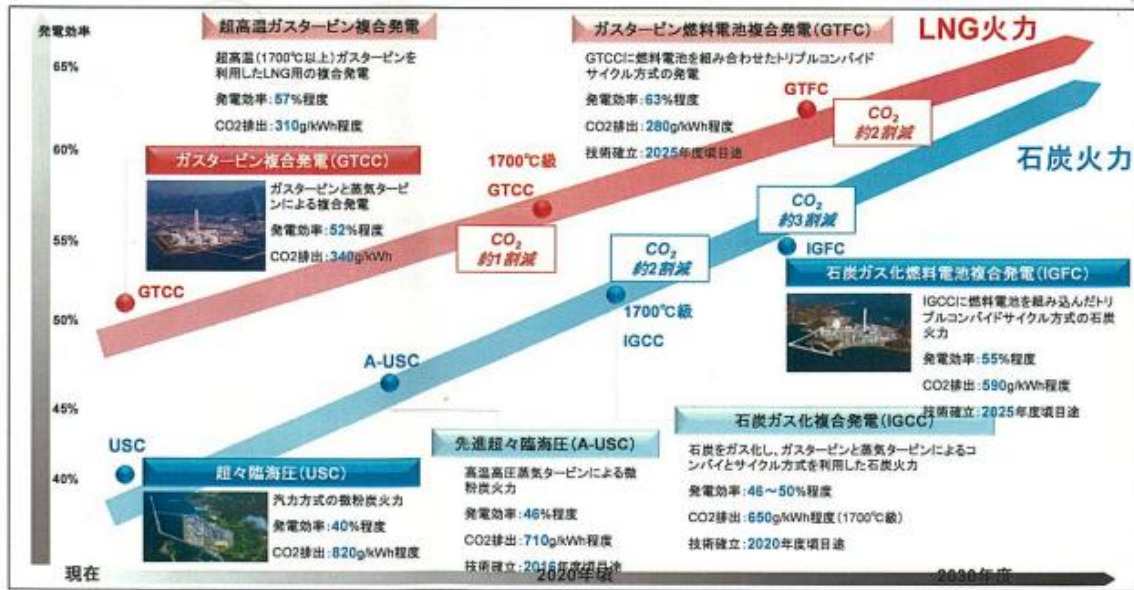 発電効率
65%
60%
55%
50%
45%
40%
超高温ガスタービン複合発電
超高温(1700℃以上)ガスタービンを
利用したLNG用の複合発電
発電効率:57%程度
CO2排出:310g/kWh程度
ガスタービン燃料電池複合発電(GTFC)
GTCCに燃料電池を組み合わせたトリプルコンバイド
サイクル方式の発電
発電効率:63%程度
CO2排出:280g/kWh程度
技術確立:2025年度頃目途
LNG火力
GTFC
CO2
約2割減
石炭火力
ガスタービン複合発電(GTCC)
ガスタービンと蒸気タービ
ンによる複合発電
発電効率:52%程度
CO2排出:340g/kWh
GTCC
1700℃級
GTCC
CO2
約1割減
CO2
約2割減
CO2
約3割減
IGFC
1700℃級
IGCC
A-USC
USC
石炭ガス化燃料電池複合発電(IGFC)
IGCCに燃料電池を組み込んだトリ
プルコンバイドサイクル方式の石炭
火力
発電効率:55%程度
CO2排出:590g/kWh程度
技術確立:2025年度頃目途
超々臨海圧(USC)
汽力方式の微粉炭火力
発電効率:40%程度
CO2排出:820g/kWh程度
先進超々臨海圧(A-USC)
高温高圧蒸気タービンによる微
粉炭火力
発電効率:46%程度
CO2排出:710g/kWh程度
技術確立:2016年度頃目途
石炭ガス化複合発電(IGCC)
石炭をガス化し、ガスタービンと蒸気タービンによるコ
ンバイとサイクル方式を利用した石炭火力
発電効率:46～50%程度
CO2排出:650g/kWh程度(1700℃級)
技術確立:2020年度頃目途
現在
2020年頃
2030年度